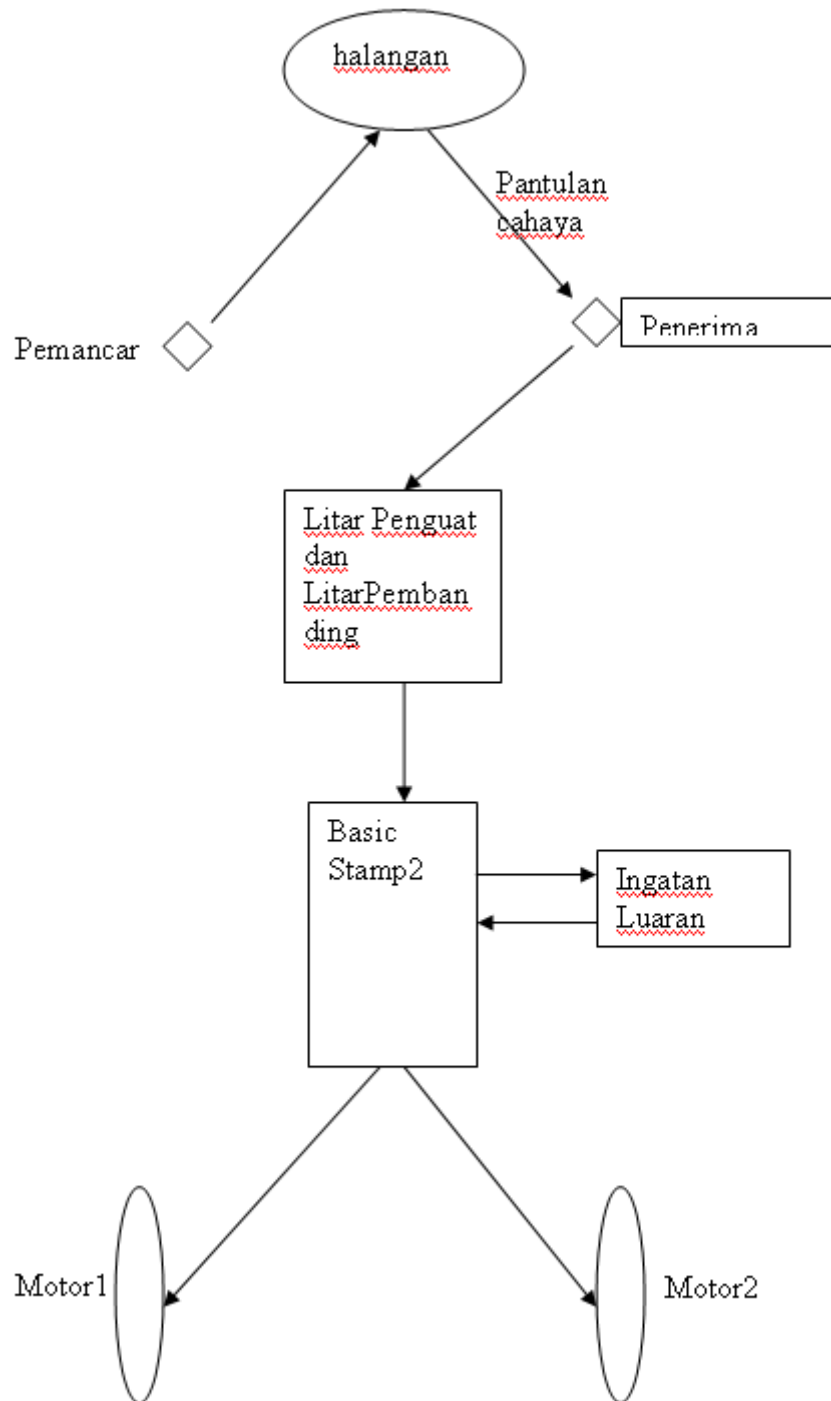 halangan
Pantulan
cahaya
Pemancar
Penerima
Litar Penguat
dan
LitarPemban
ding
Basic
Stamp2
Ingatan
Luaran
Motor1
Motor2